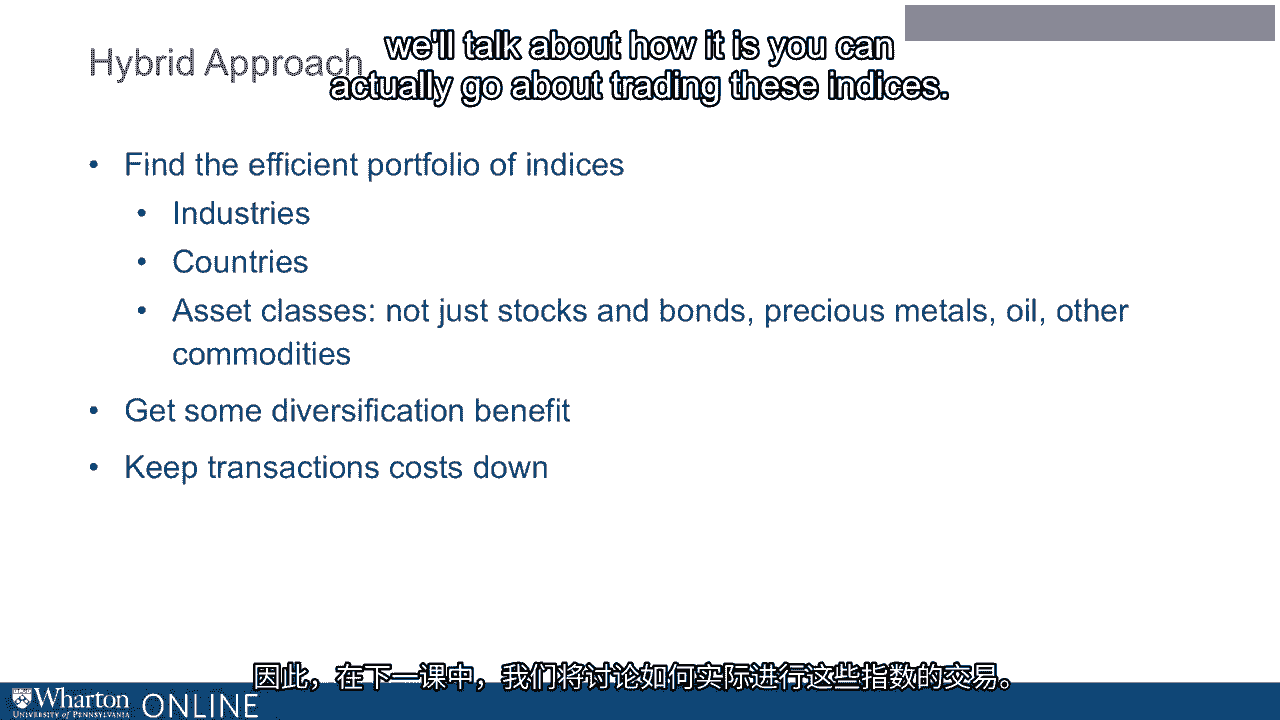 we'll talk about how it is you can
actually go about trading these indices.
Hybrid Approach
• Find the efficient portfolio of indices
• Industries
• Countries
• Asset classes: not just stocks and bonds, precious metals, oil, other
commodities
• Get some diversification benefit
• Keep transactions costs down
因此，在下一课中，我们将讨论如何实际进行这些指数的交易。
Wharton ONLINE
UNIVERSITY OF PENNSYLVANIA